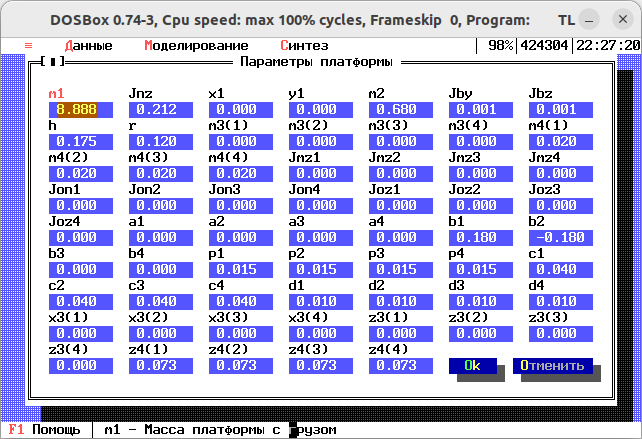 DOSBox 0.74-3, Cpu speed: max 100% cycles, Frameskip 0, Program: TL
≡ Данные Моделирование Синтез 98% 424304 22:27:20
Параметры платформы
m1 Jnz x1 y1 m2 Jby Jbz
8.888 0.212 0.000 0.000 0.680 0.001 0.001
h r m3(1) m3(2) m3(3) m3(4) m4(1)
0.175 0.120 0.000 0.000 0.000 0.000 0.020
m4(2) m4(3) m4(4) Jmz1 Jmz2 Jmz3 Jmz4
0.020 0.020 0.020 0.000 0.000 0.000 0.000
Jon1 Jon2 Jon3 Jon4 Joz1 Joz2 Joz3
0.000 0.000 0.000 0.000 0.000 0.000 0.000
Joz4 a1 a2 a3 a4 b1 b2
0.000 0.000 0.000 0.000 0.000 0.180 -0.180
b3 b4 p1 p2 p3 p4 c1
0.000 0.000 0.015 0.015 0.015 0.015 0.040
c2 c3 c4 d1 d2 d3 d4
0.040 0.040 0.040 0.010 0.010 0.010 0.010
x3(1) x3(2) x3(3) x3(4) z3(1) z3(2) z3(3)
0.000 0.000 0.000 0.000 0.000 0.000 0.000
z3(4) z4(1) z4(2) z4(3) z4(4)
0.000 0.073 0.073 0.073 0.073 Ok Отменить
F1 Помощь m1 - Масса платформы с грузом